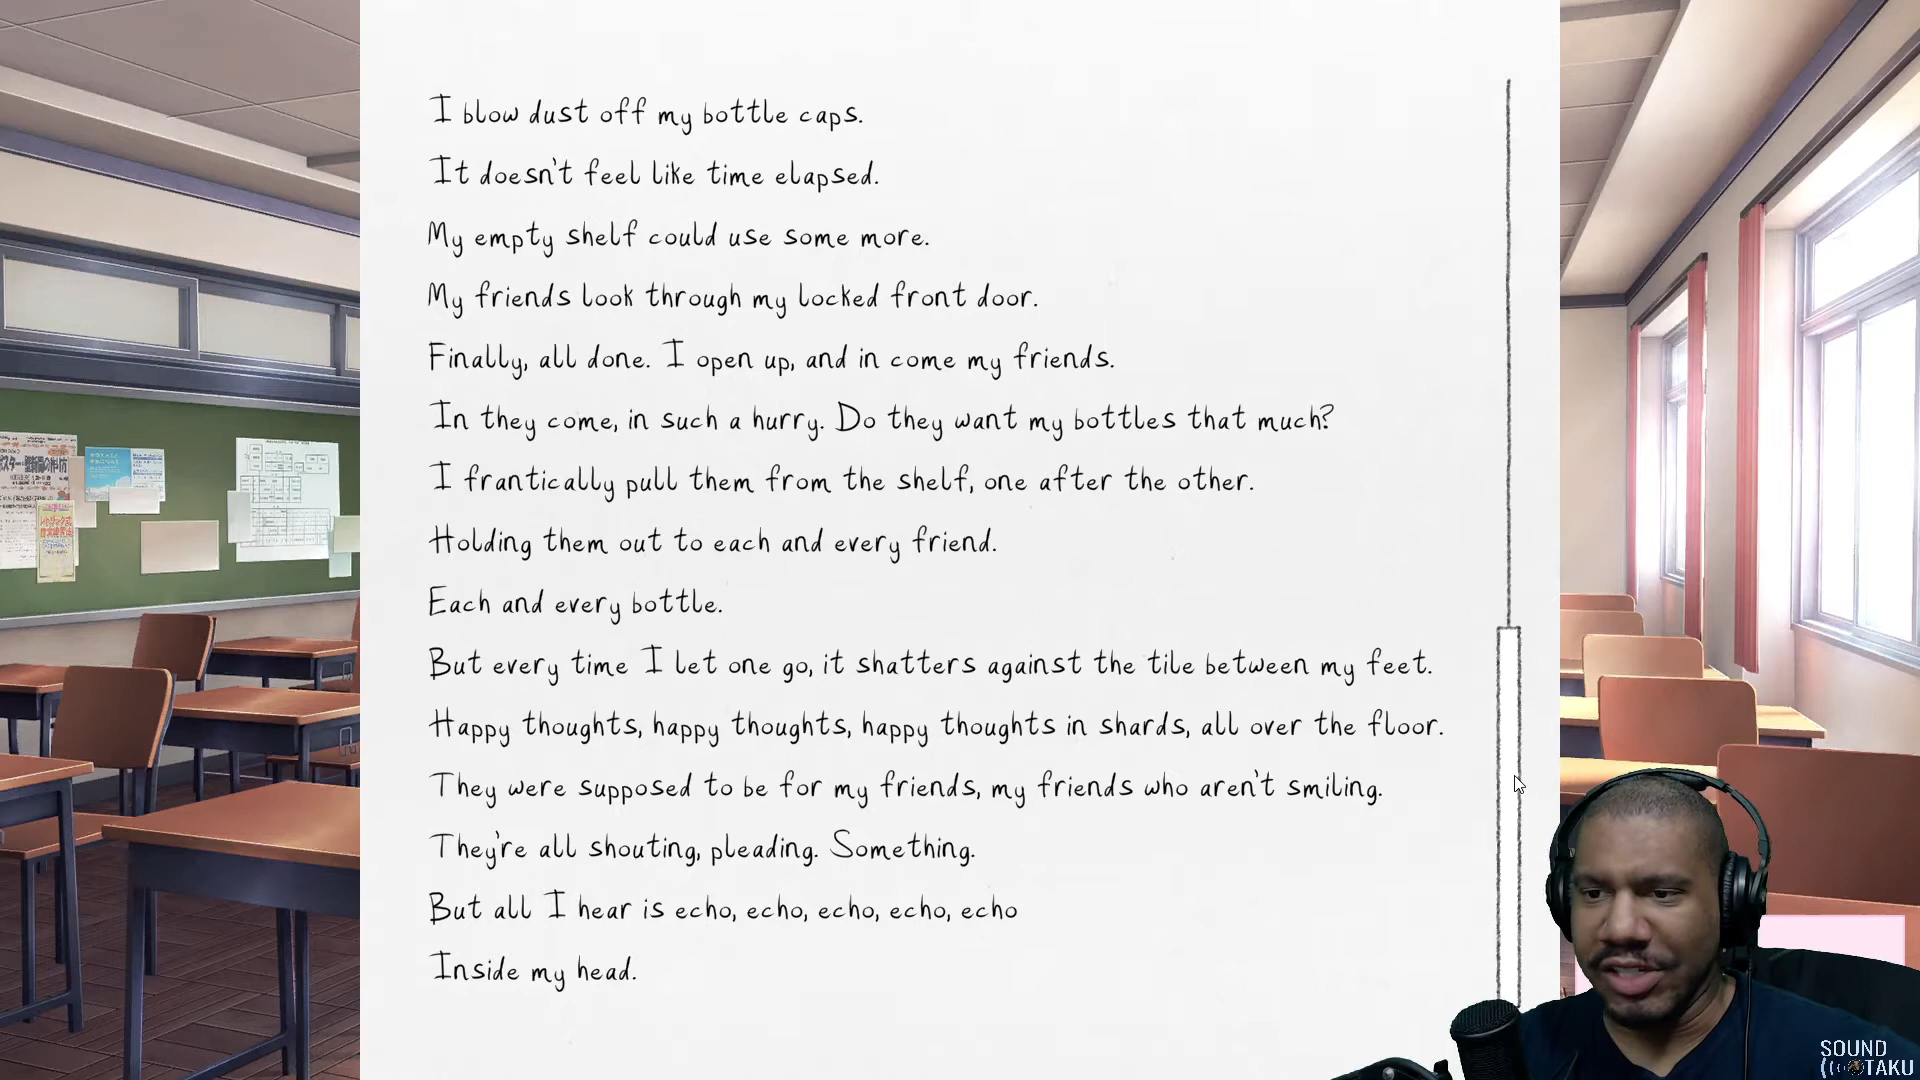 I blow dust off my bottle caps.
It doesn't feel like time elapsed.
My empty shelf could use some more.
My friends look through my locked front door.
Finally, all done. I open up, and in come my friends.
In they come, in such a hurry. Do they want my bottles that much?
I frantically pull them from the shelf, one after the other.
Holding them out to each and every friend.
Each and every bottle.
But every time I let one go, it shatters against the tile between my feet.
Happy thoughts, happy thoughts, happy thoughts in shards, all over the floor.
They were supposed to be for my friends, my friends who aren't smiling.
They're all shouting, pleading. Something.
But all I hear is echo, echo, echo, echo, echo
Inside my head.
SOUND
OTAKU